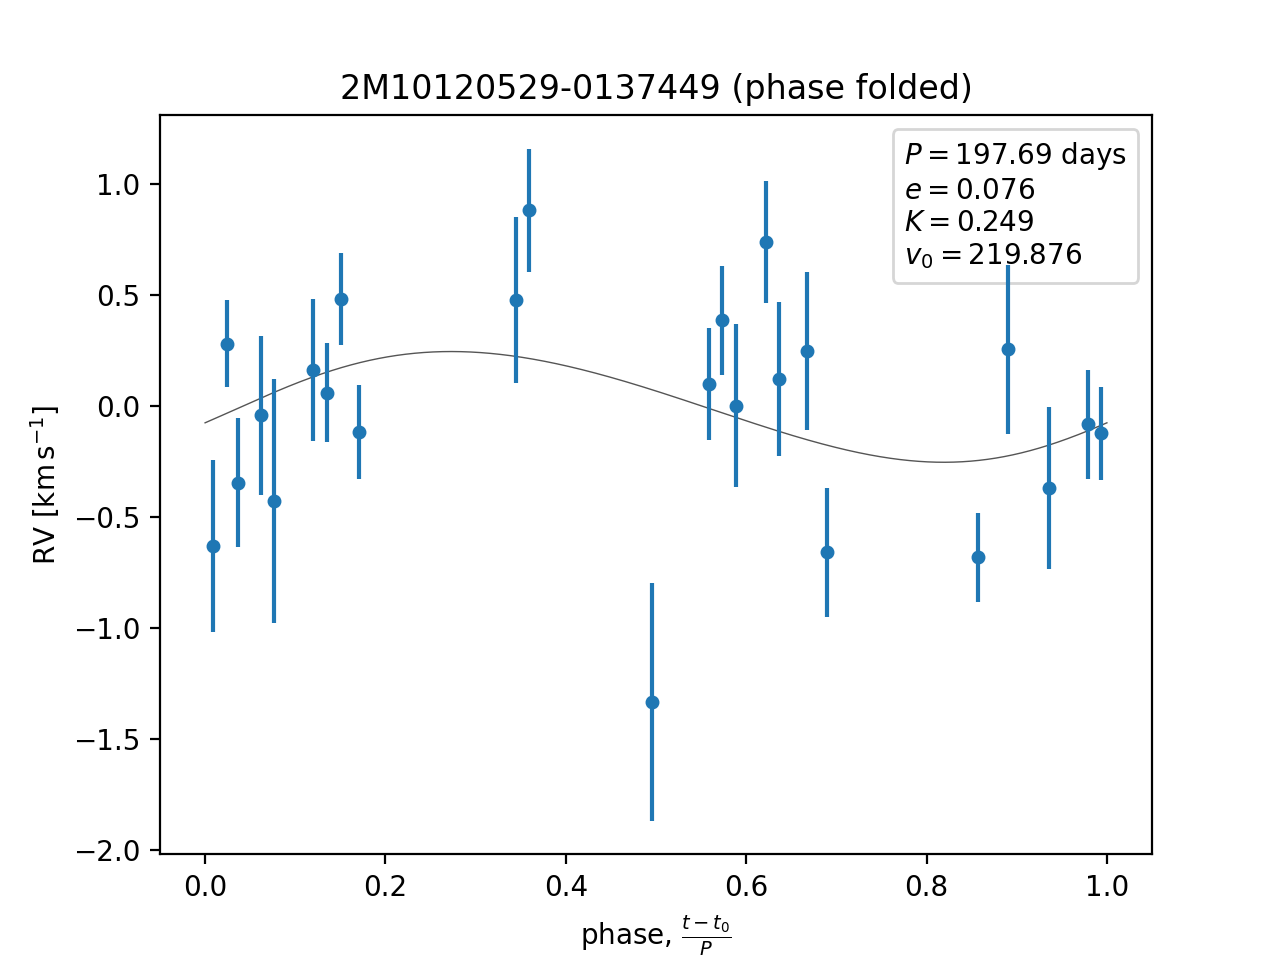 2M10120529-0137449 (phase folded)
P = 197.69 days
e = 0.076
K = 0.249
v₀ = 219.876
RV [km s⁻¹]
1.0
0.5
0.0
−0.5
−1.0
−1.5
−2.0
0.0 0.2 0.4 0.6 0.8 1.0
phase, (t − t₀)/P